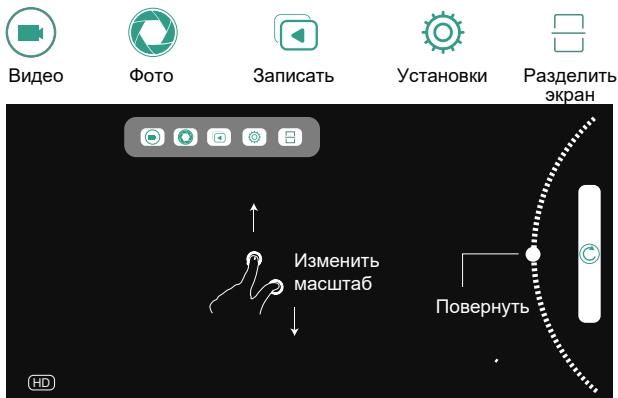 Видео
Фото
Записать
Установки
Разделить
экран
Изменить
масштаб
Повернуть
HD